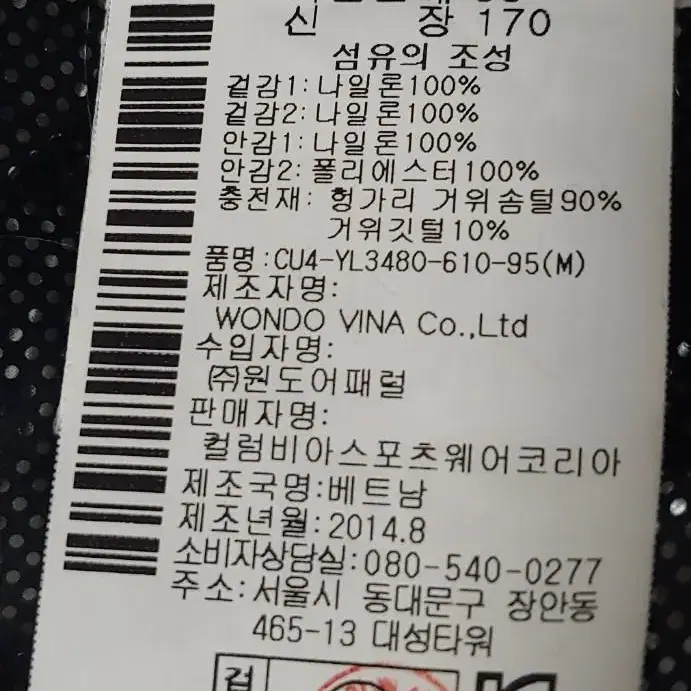 신 장 170
섬유의 조성
겉감1:나일론100%
겉감2:나일론100%
안감1:나일론100%
안감2:폴리에스터100%
충전재: 헝가리 거위솜털90%
거위깃털10%
품명:CU4-YL3480-610-95(M)
제조자명:
WONDO VINA Co.,Ltd
수입자명:
㈜원도어패럴
판매자명:
컬럼비아스포츠웨어코리아
제조국명:베트남
제조년월:2014.8
소비자상담실:080-540-0277
주소:서울시 동대문구 장안동
465-13 대성타워